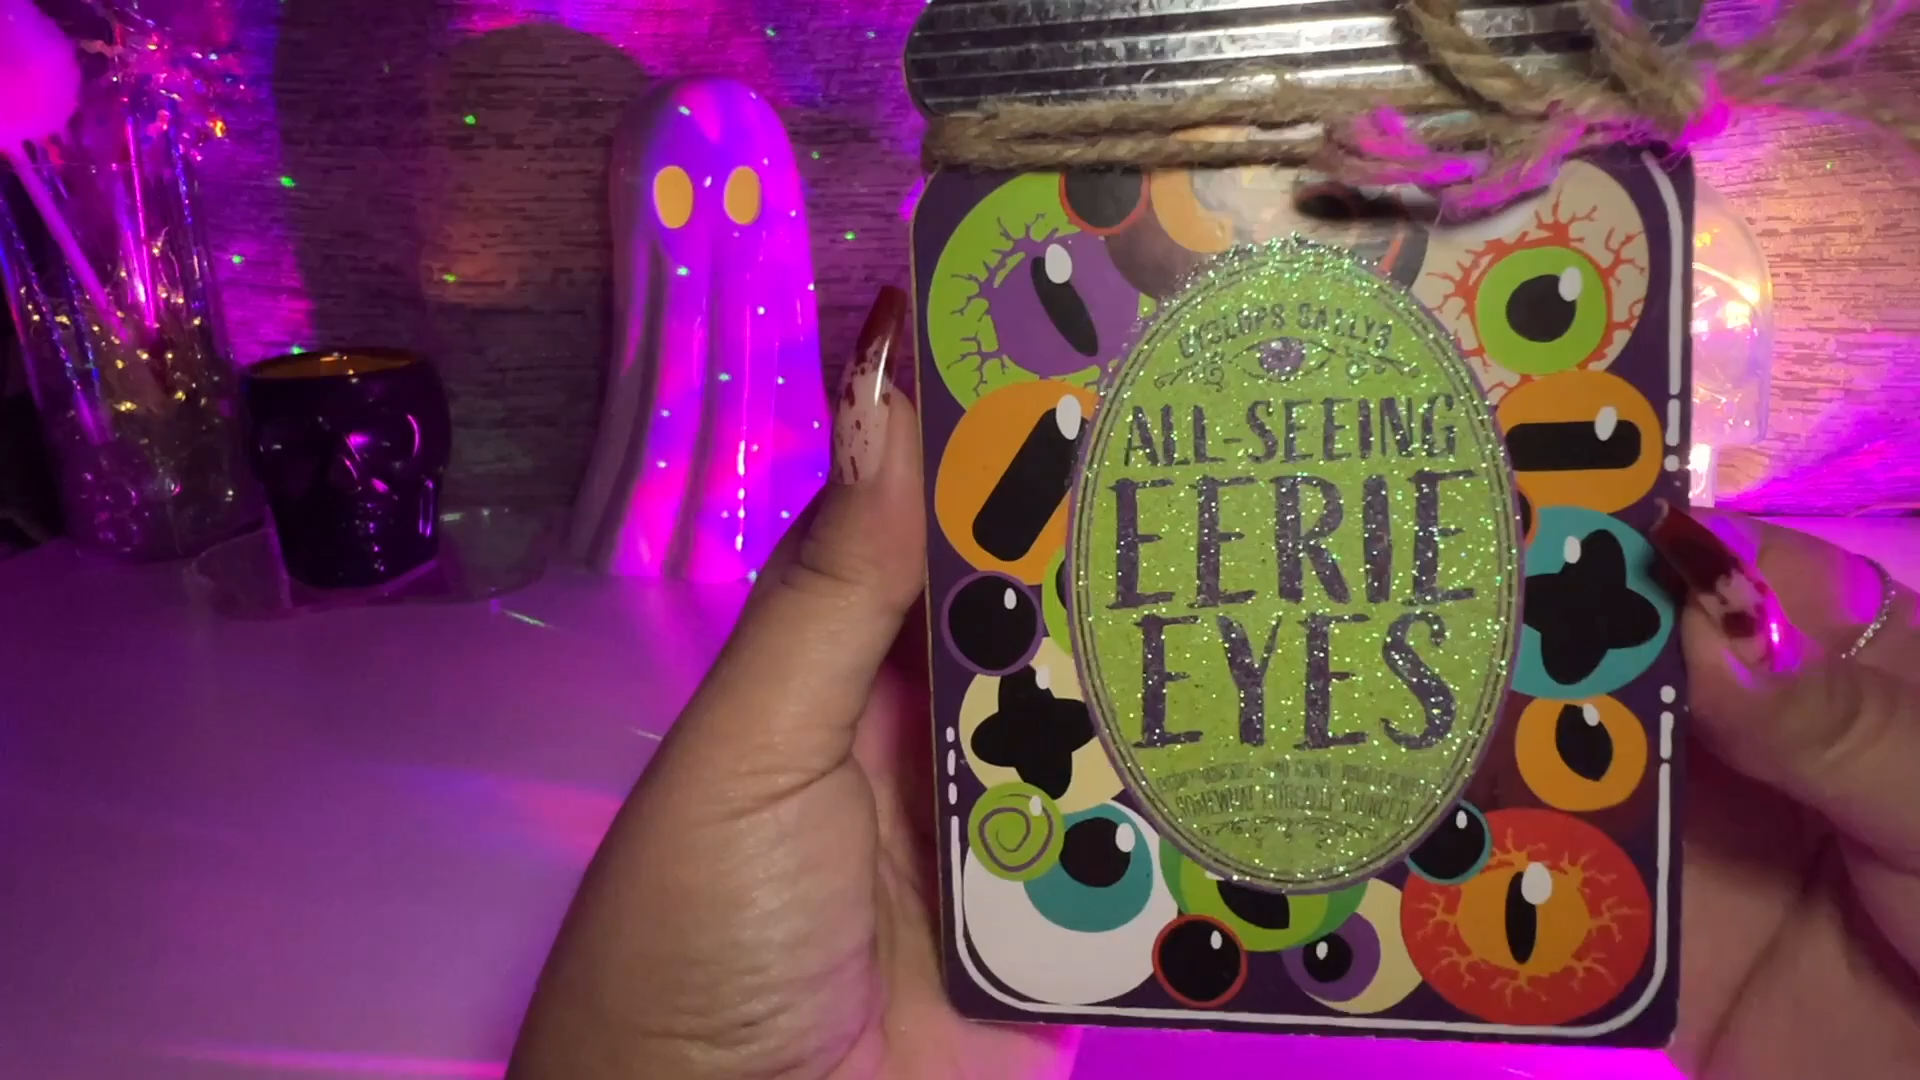 CYCLOPS SALLY'S
ALL-SEEING
EERIE
EYES
SOMEWHAT ETHICALLY SOURCED